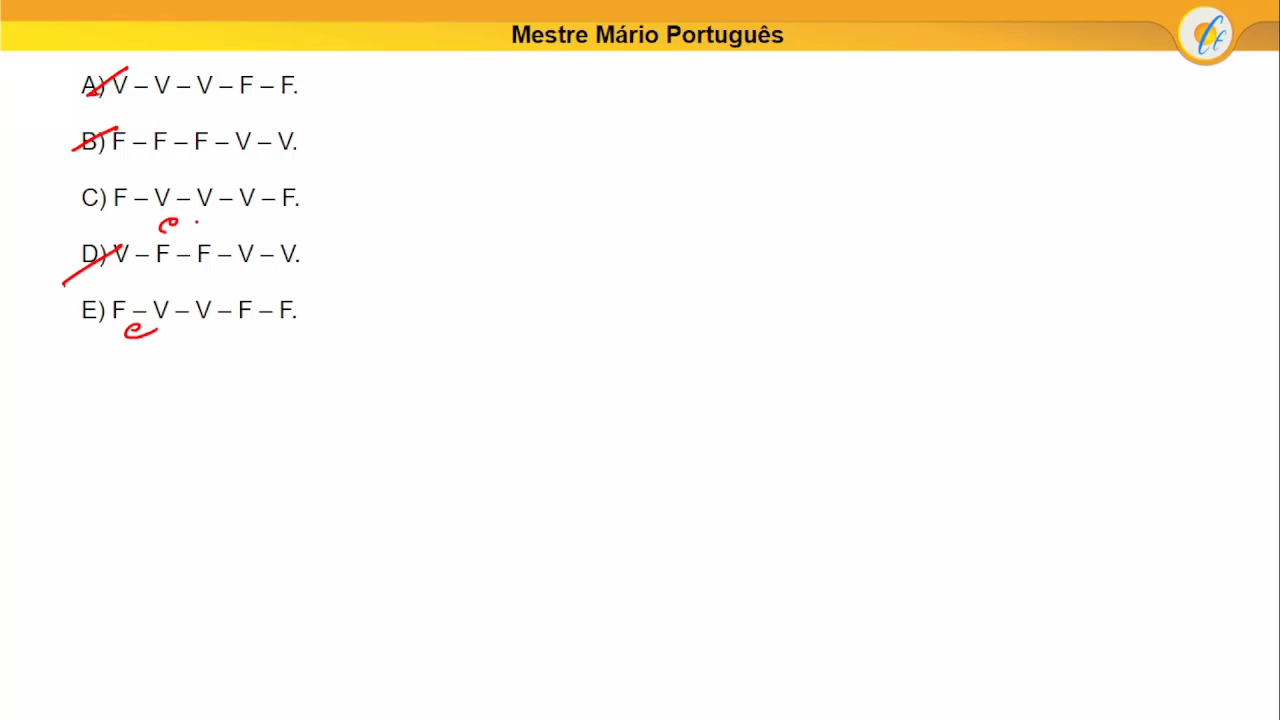 Mestre Mário Português
A) V – V – V – F – F.
B) F – F – F – V – V.
C) F – V – V – V – F.
D) V – F – F – V – V.
E) F – V – V – F – F.